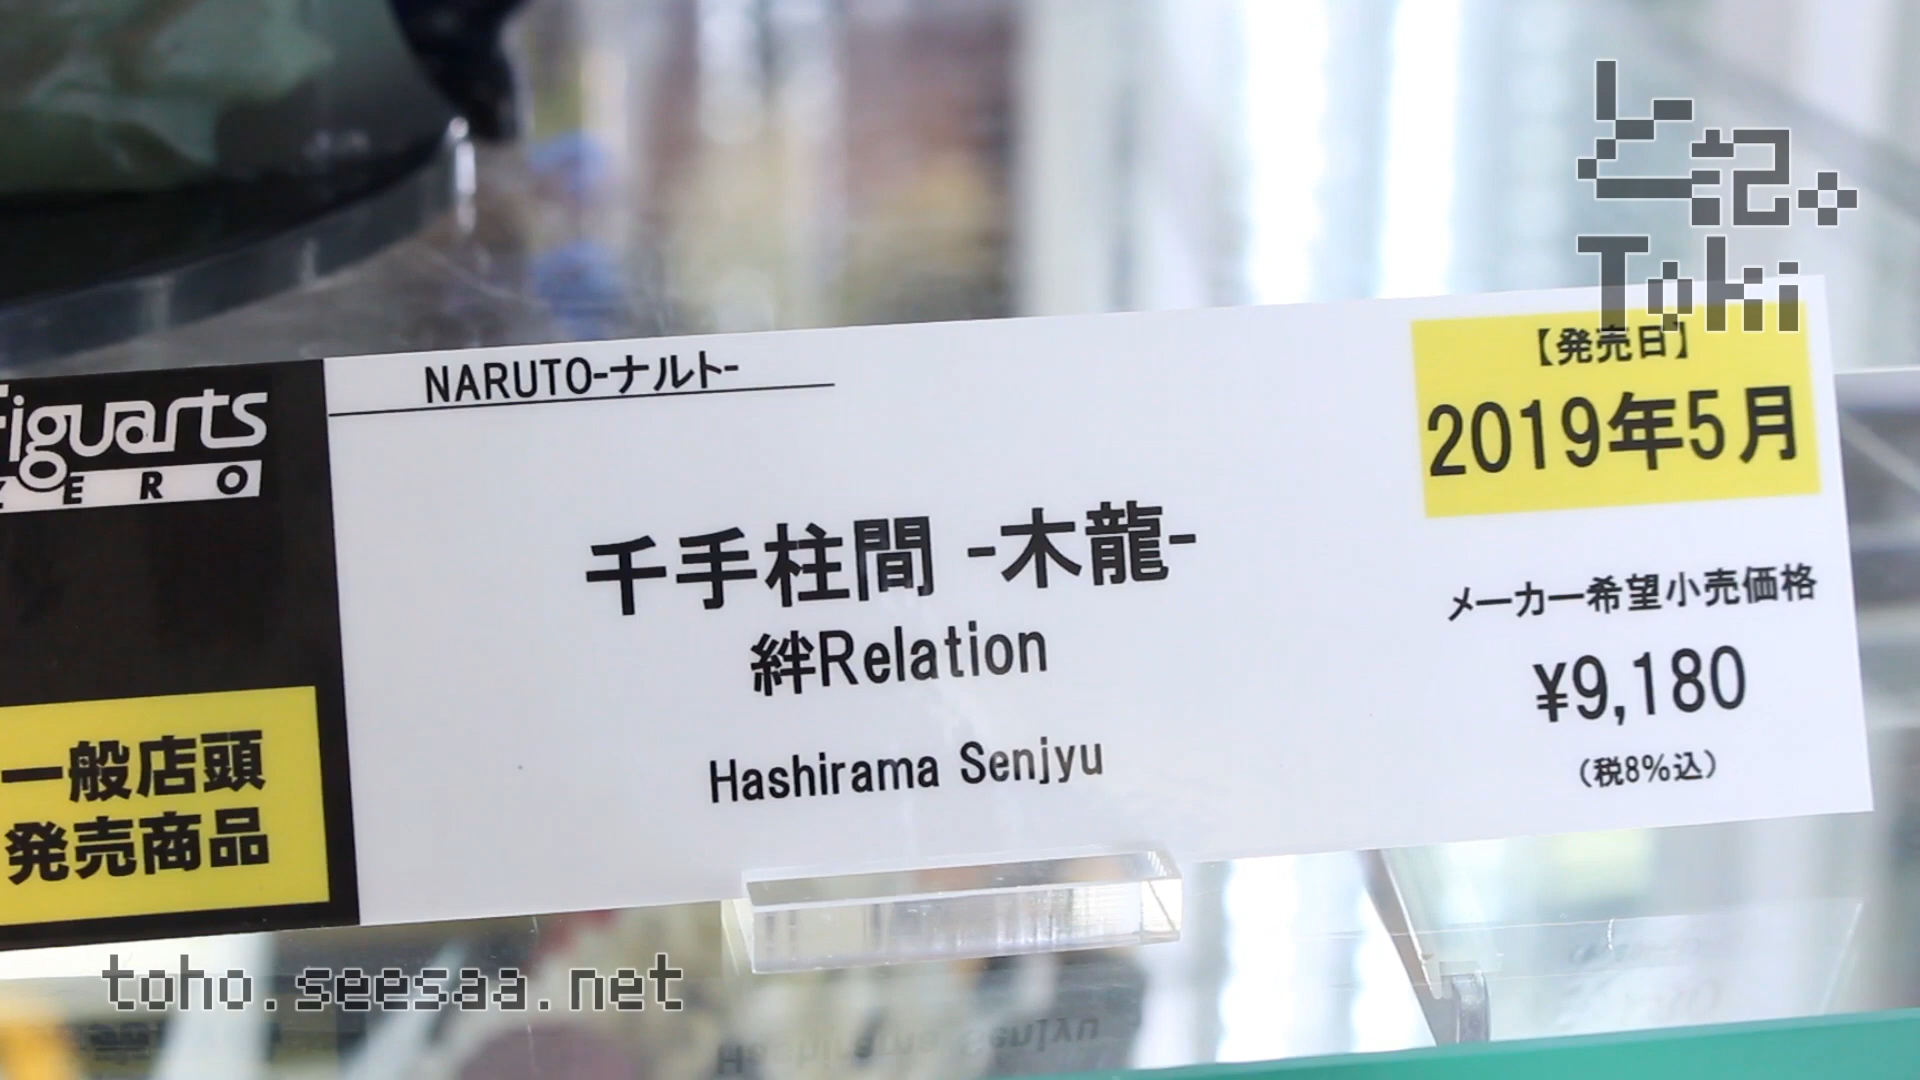 と記。
Toki
NARUTO-ナルト-
【発売日】
2019年5月
Figuarts
ZERO
千手柱間 -木龍-
絆Relation
Hashirama Senjyu
メーカー希望小売価格
¥9,180
(税8%込)
一般店頭
発売商品
toho.seesaa.net